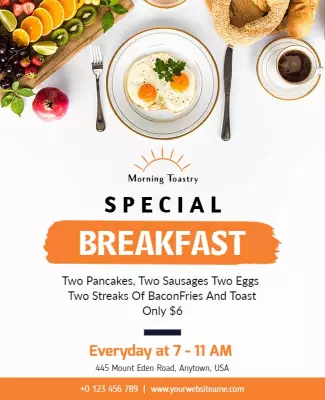 Morning Toastry
SPECIAL
BREAKFAST
Two Pancakes, Two Sausages Two Eggs
Two Streaks Of BaconFries And Toast
Only $6
Everyday at 7 - 11 AM
445 Mount Eden Road, Anytown, USA
+0 123 456 789 | www.yourwebsiteame.com